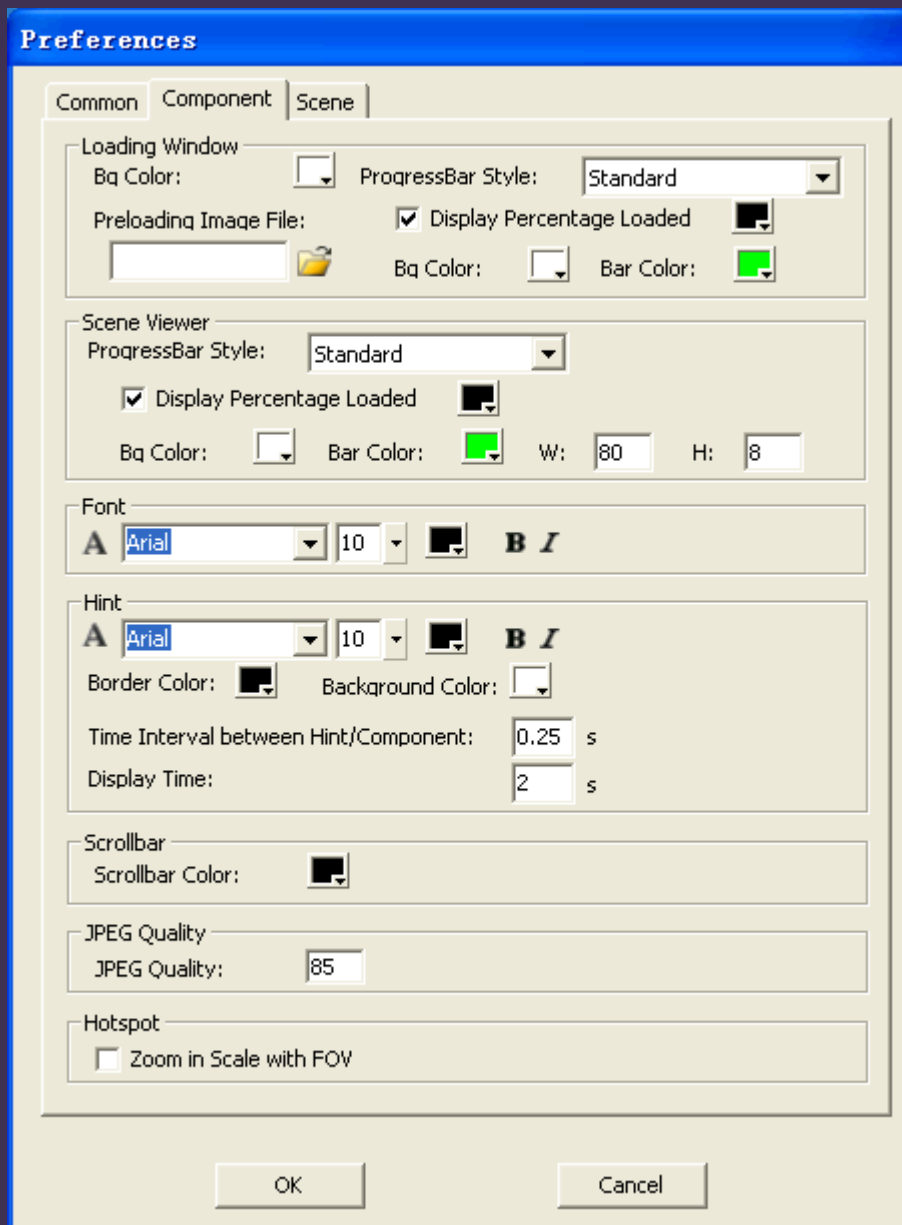 Preferences
Common Component Scene
Loading Window
Bg Color: ProgressBar Style: Standard
Preloading Image File: Display Percentage Loaded
Bg Color: Bar Color:
Scene Viewer
ProgressBar Style: Standard
Display Percentage Loaded
Bg Color: Bar Color: W: 80 H: 8
Font
A Arial 10 B I
Hint
A Arial 10 B I
Border Color: Background Color:
Time Interval between Hint/Component: 0.25 s
Display Time: 2 s
Scrollbar
Scrollbar Color:
JPEG Quality
JPEG Quality: 85
Hotspot
Zoom in Scale with FOV
OK Cancel